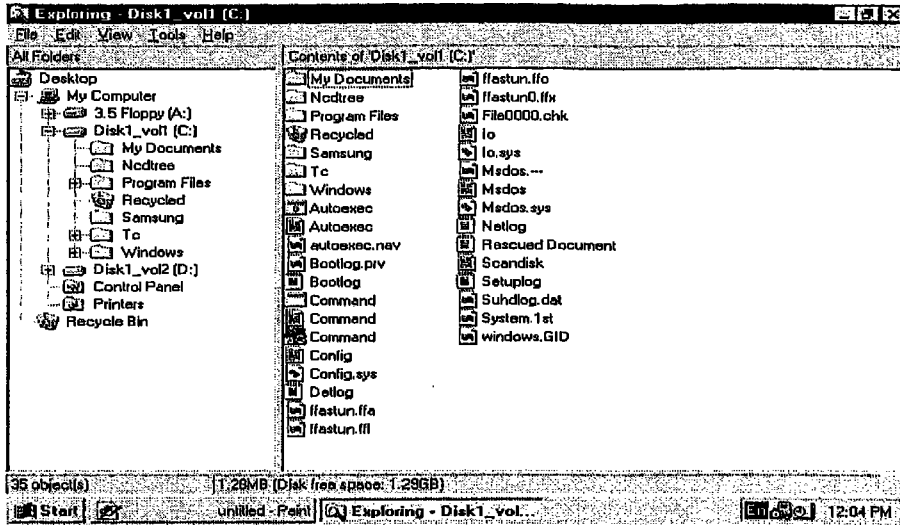 Exploring - Disk1_vol1 (C:)
File Edit View Tools Help
All Folders
Contents of 'Disk1_vol1 (C:)'
Desktop
My Computer
3.5 Floppy (A:)
Disk1_vol1 (C:)
My Documents
Ncdtree
Program Files
Recycled
Samsung
Tc
Windows
Disk1_vol2 (D:)
Control Panel
Printers
Recycle Bin
My Documents
Ncdtree
Program Files
Recycled
Samsung
Tc
Windows
Autoexec
Autoexec
autoexec.nav
Bootlog.prv
Bootlog
Command
Command
Command
Config
Config.sys
Detlog
ffastun.ffa
ffastun.ffl
ffastun.ffo
ffastun0.ffx
File0000.chk
Io
Io.sys
Msdos.---
Msdos
Msdos.sys
Netlog
Rescued Document
Scandisk
Setuplog
Suhdlog.dat
System.1st
windows.GID
35 object(s)
1.28MB (Disk free space: 1.29GB)
Start
untitled - Paint
Exploring - Disk1_vol...
En
12:04 PM